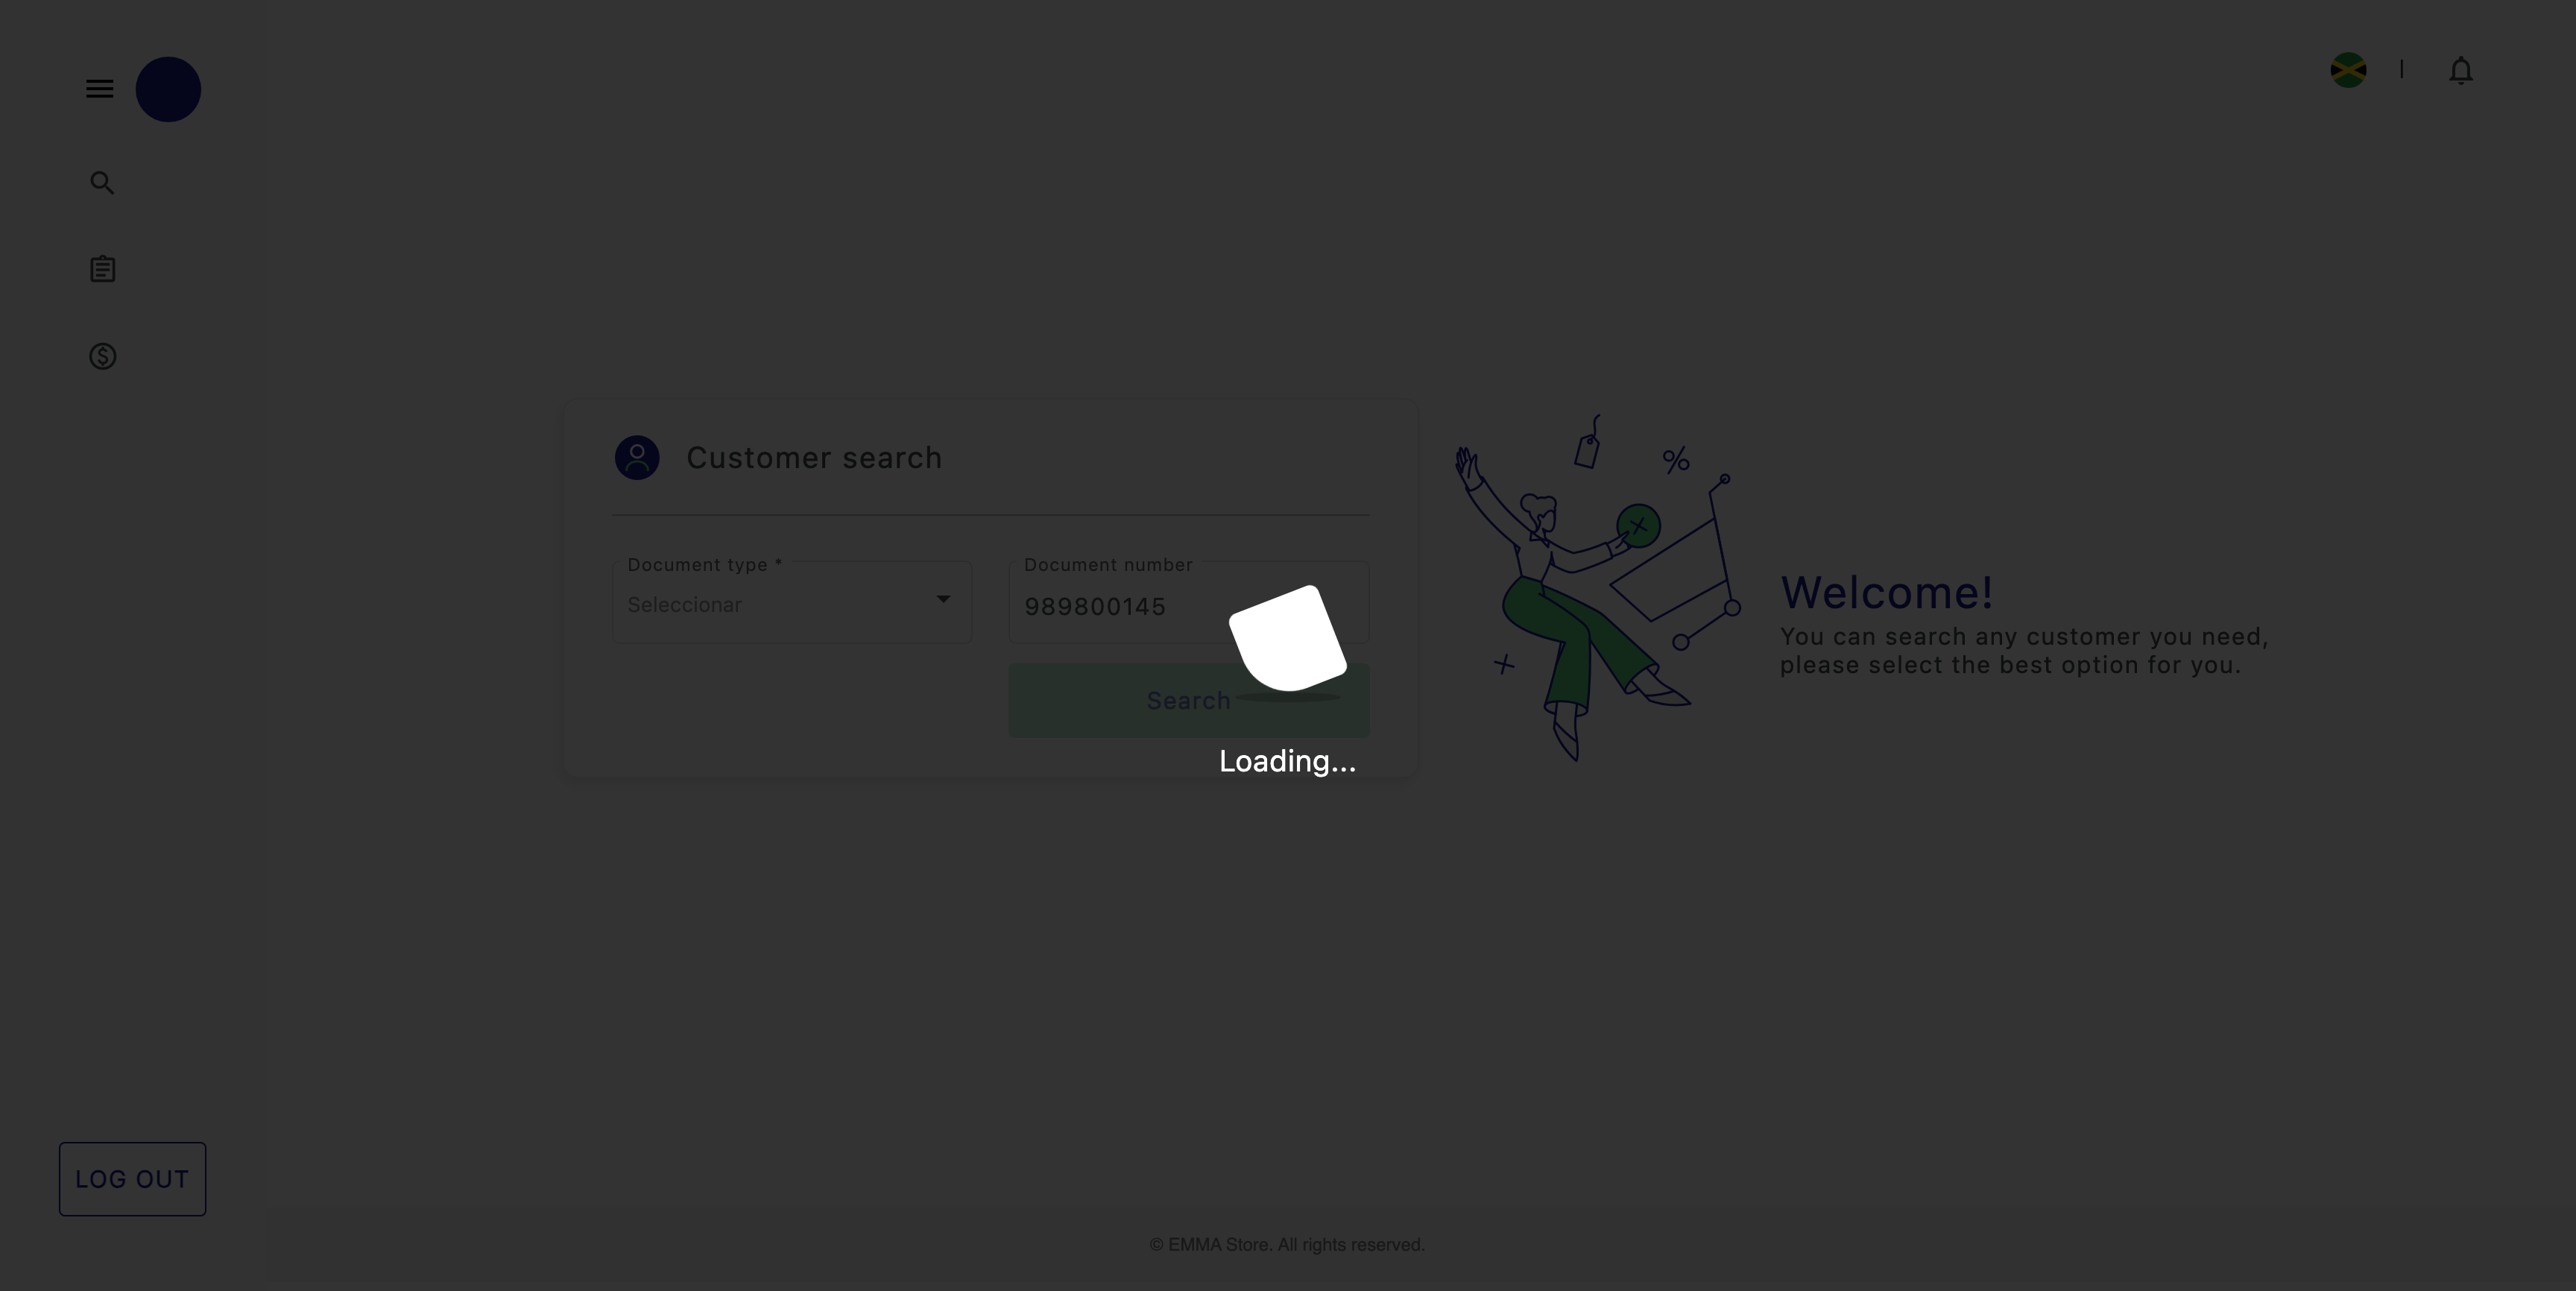 Customer search
Document type *
Seleccionar
Document number
989800145
Search
Loading...
Welcome!
You can search any customer you need,
please select the best option for you.
LOG OUT
© EMMA Store. All rights reserved.